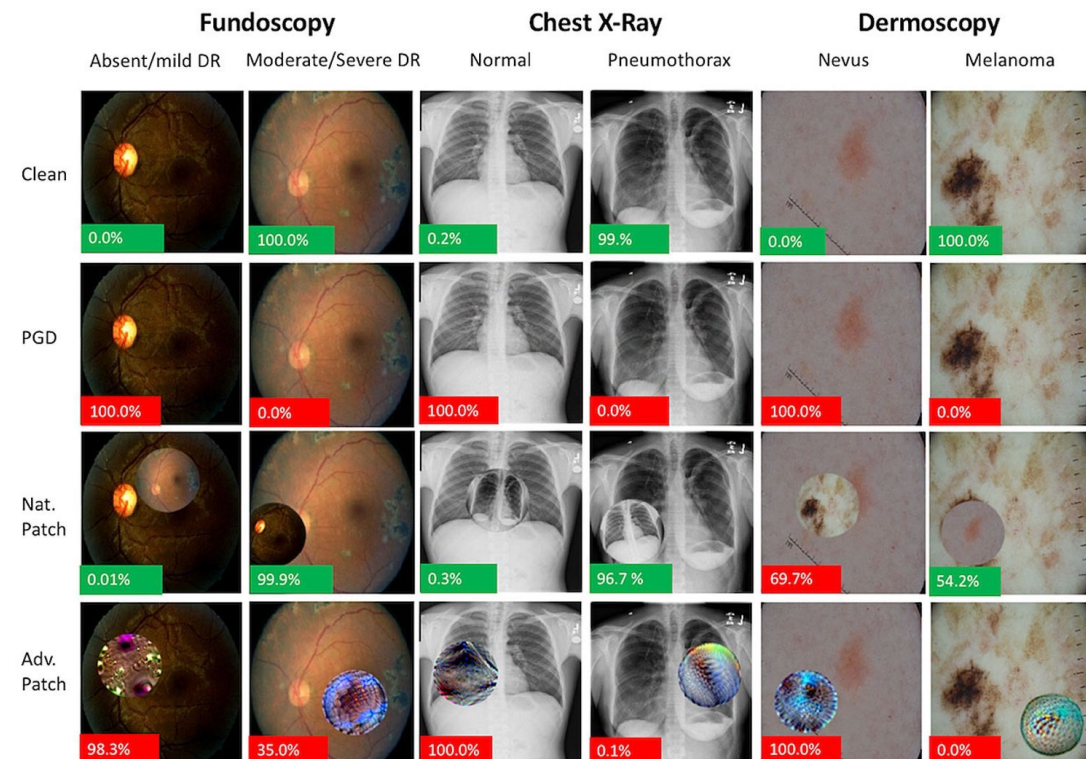 Fundoscopy Chest X-Ray Dermoscopy
Absent/mild DR Moderate/Severe DR Normal Pneumothorax Nevus Melanoma
Clean
0.0% 100.0% 0.2% 99.% 0.0% 100.0%
PGD
100.0% 0.0% 100.0% 0.0% 100.0% 0.0%
Nat.
Patch
0.01% 99.9% 0.3% 96.7 % 69.7% 54.2%
Adv.
Patch
98.3% 35.0% 100.0% 0.1% 100.0% 0.0%